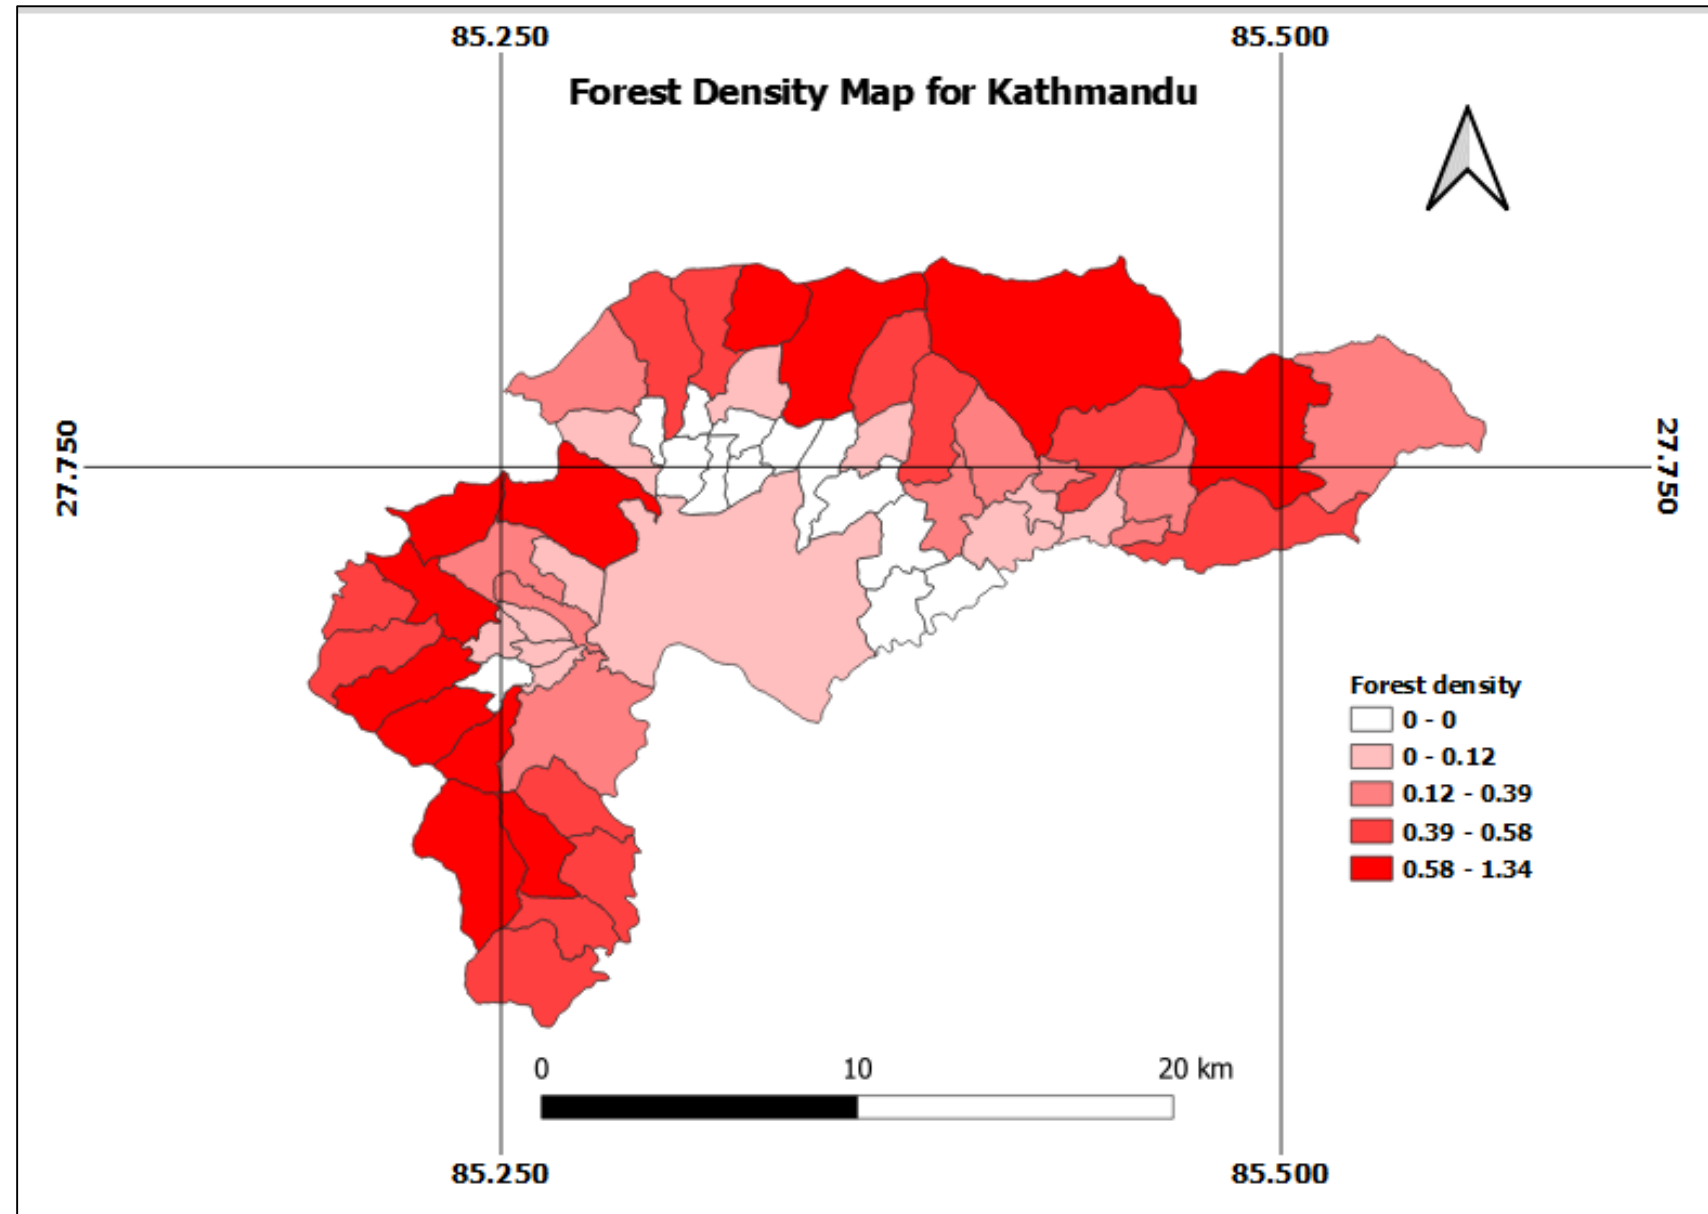 85.250
85.500
Forest Density Map for Kathmandu
27.750
27.750
Forest density
0 - 0
0 - 0.12
0.12 - 0.39
0.39 - 0.58
0.58 - 1.34
0 10 20 km
85.250
85.500